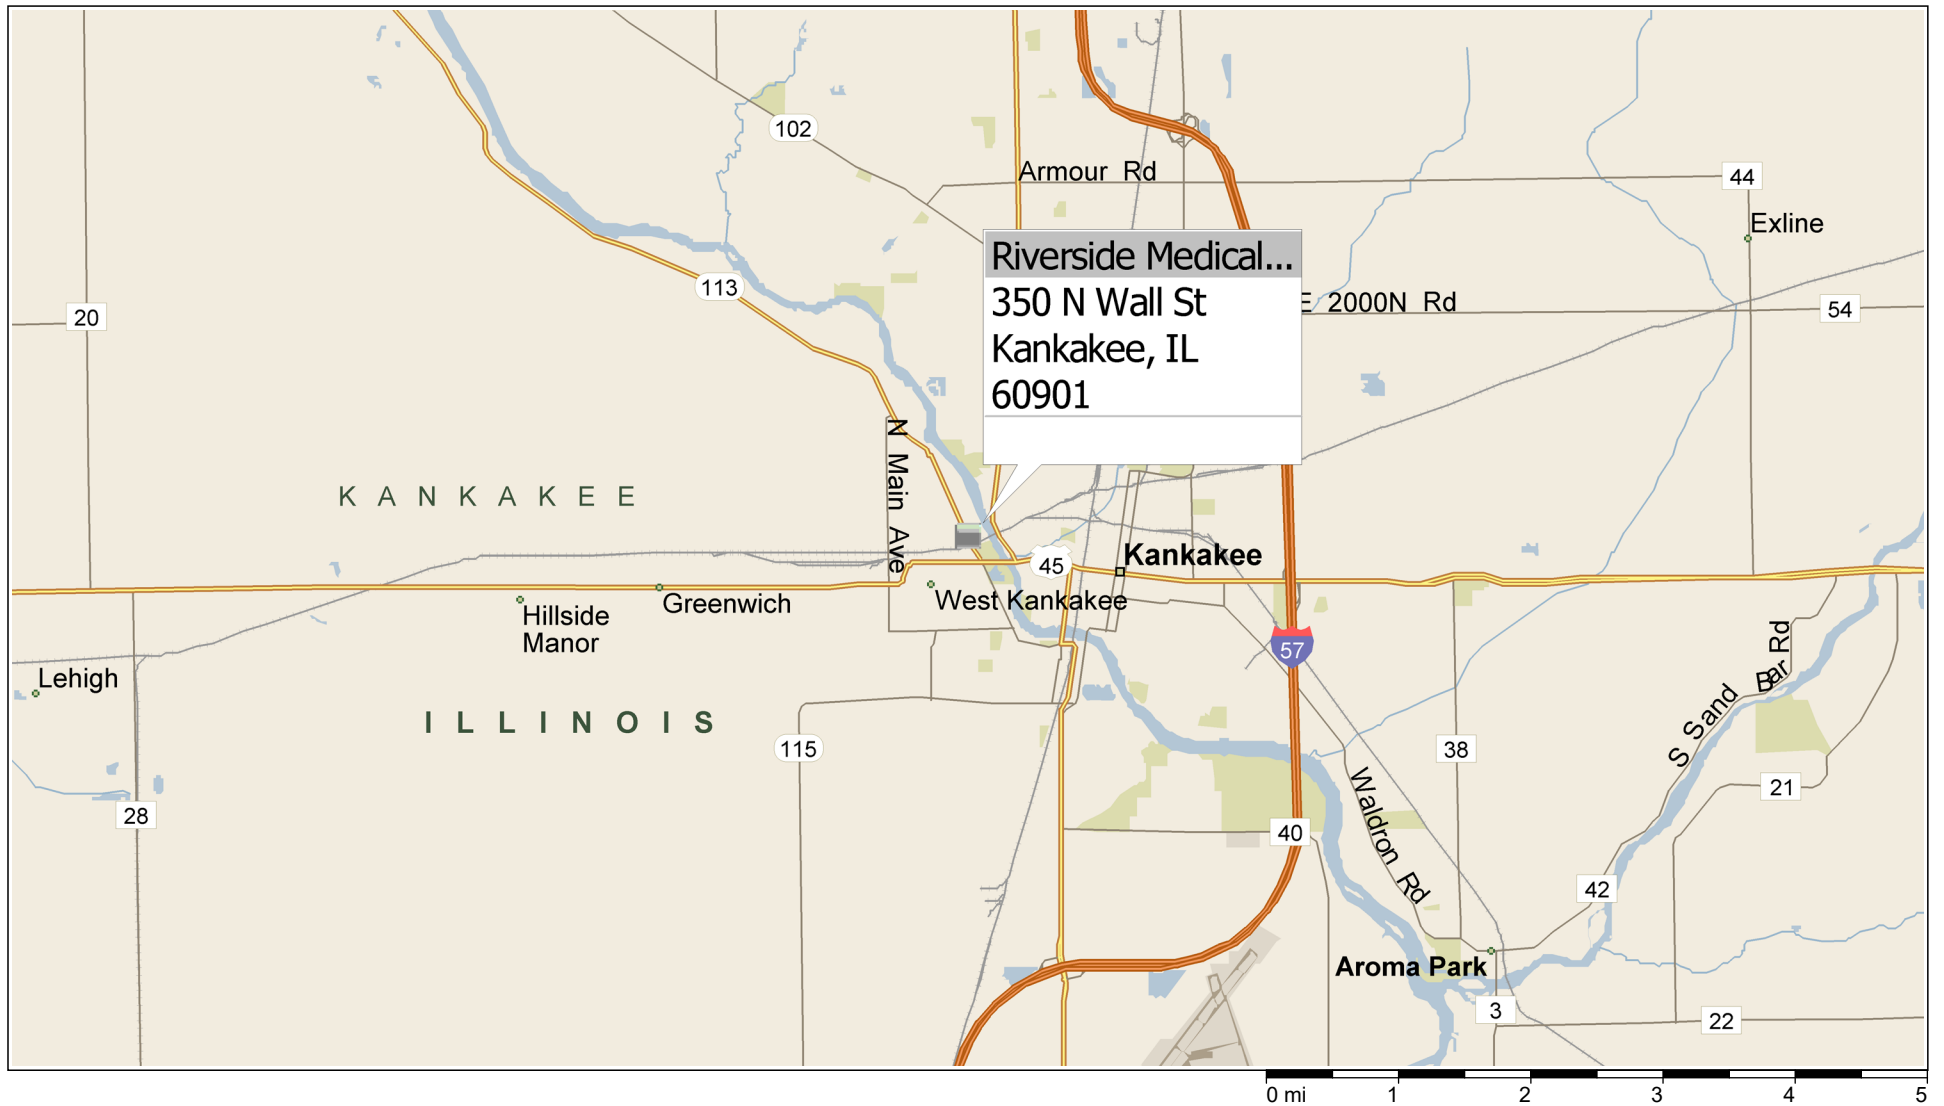 102
Armour Rd
44
Exline
Riverside Medical...
350 N Wall St
Kankakee, IL
60901
113
20
E 2000N Rd
54
N Main Ave
KANKAKEE
45
Kankakee
Greenwich
West Kankakee
Hillside
Manor
57
Lehigh
S Sand Bar Rd
ILLINOIS
115
38
21
28
Waldron Rd
40
42
Aroma Park
3
22
0 mi 1 2 3 4 5